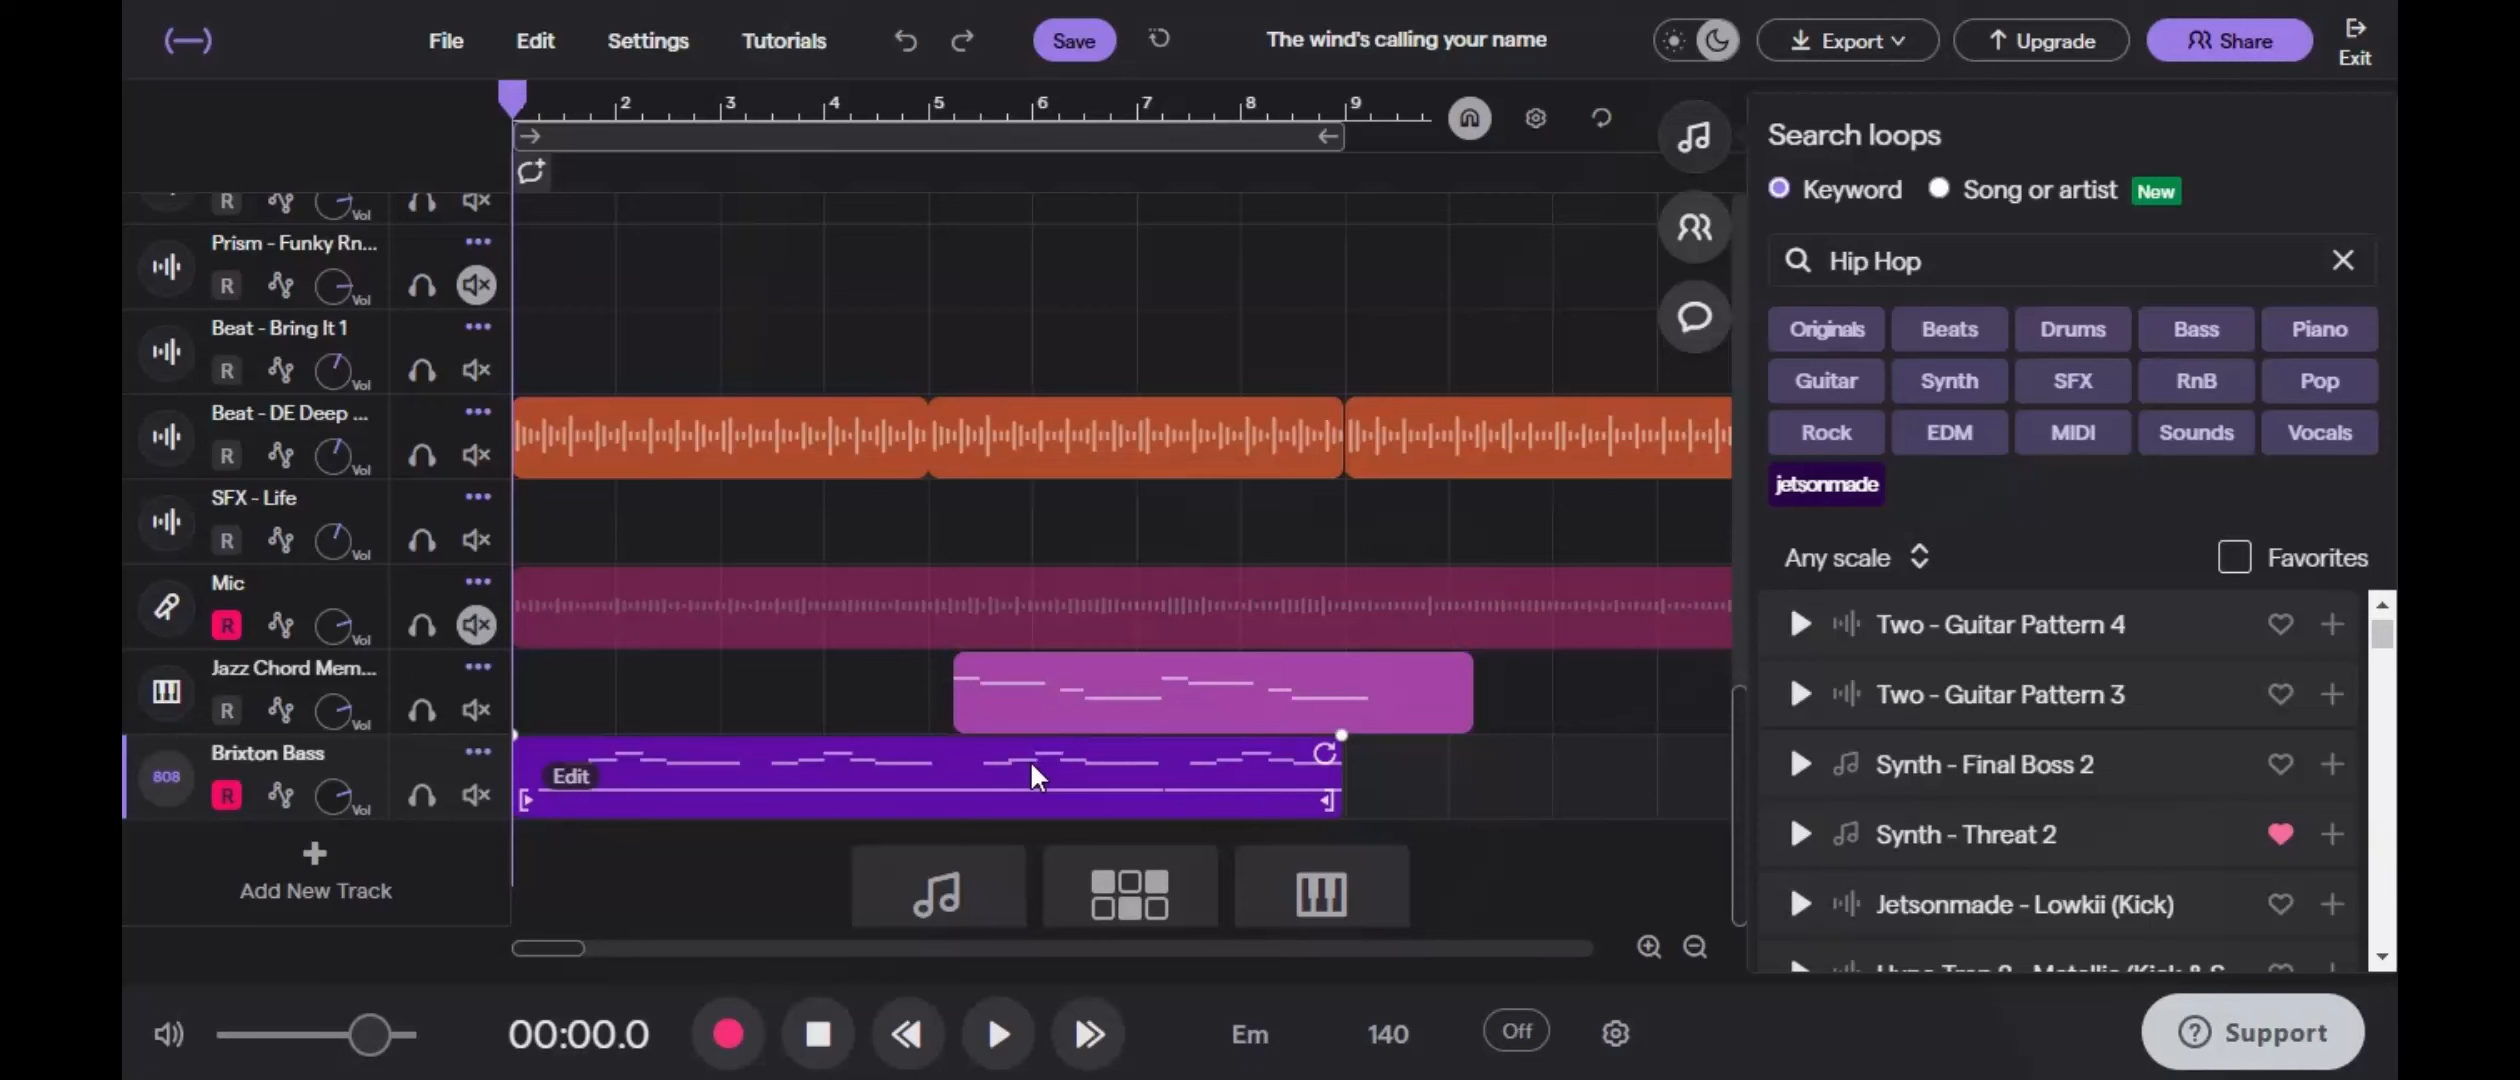 File
Edit
Settings
Tutorials
Save
The wind's calling your name
Export
Upgrade
Share
Exit
2 3 4 5 6 7 8 9
Search loops
Keyword
Song or artist
New
Hip Hop
Originals Beats Drums Bass Piano
Guitar Synth SFX RnB Pop
Rock EDM MIDI Sounds Vocals
jetsonmade
Any scale
Favorites
Two - Guitar Pattern 4
Two - Guitar Pattern 3
Synth - Final Boss 2
Synth - Threat 2
Jetsonmade - Lowkii (Kick)
R Vol
Prism - Funky Rn...
R Vol
Beat - Bring It 1
R Vol
Beat - DE Deep ...
R Vol
SFX - Life
R Vol
Mic
R Vol
Jazz Chord Mem...
R Vol
Brixton Bass
808
R Vol
Edit
Add New Track
00:00.0
Em
140
Off
Support